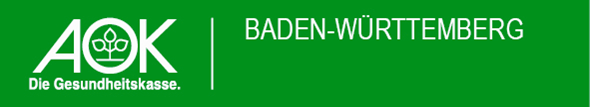 AOK
Die Gesundheitskasse.
BADEN-WÜRTTEMBERG